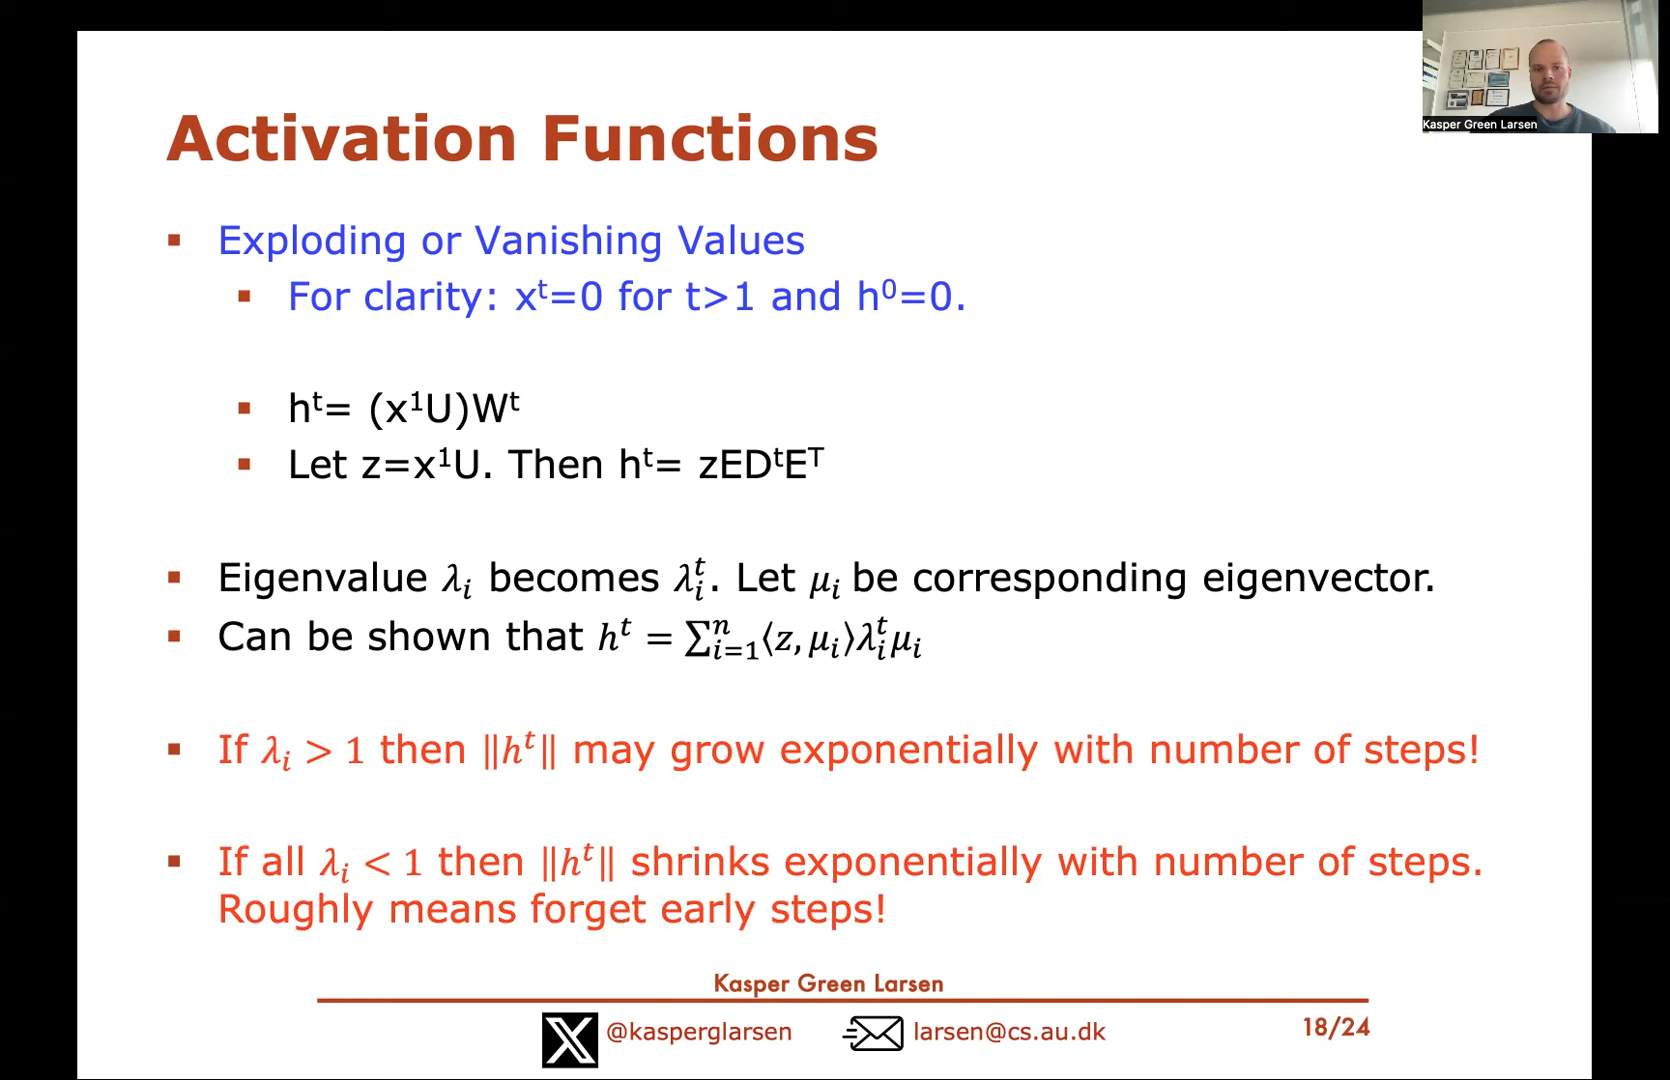 Kasper Green Larsen
Activation Functions
▪ Exploding or Vanishing Values
▪ For clarity: xᵗ=0 for t>1 and h⁰=0.
▪ hᵗ= (x¹U)Wᵗ
▪ Let z=x¹U. Then hᵗ= zEDᵗEᵀ
▪ Eigenvalue λᵢ becomes λᵢᵗ. Let μᵢ be corresponding eigenvector.
▪ Can be shown that hᵗ = ∑ᵢ₌₁ⁿ⟨z, μᵢ⟩λᵢᵗμᵢ
▪ If λᵢ > 1 then ‖hᵗ‖ may grow exponentially with number of steps!
▪ If all λᵢ < 1 then ‖hᵗ‖ shrinks exponentially with number of steps.
Roughly means forget early steps!
Kasper Green Larsen
@kasperglarsen larsen@cs.au.dk 18/24